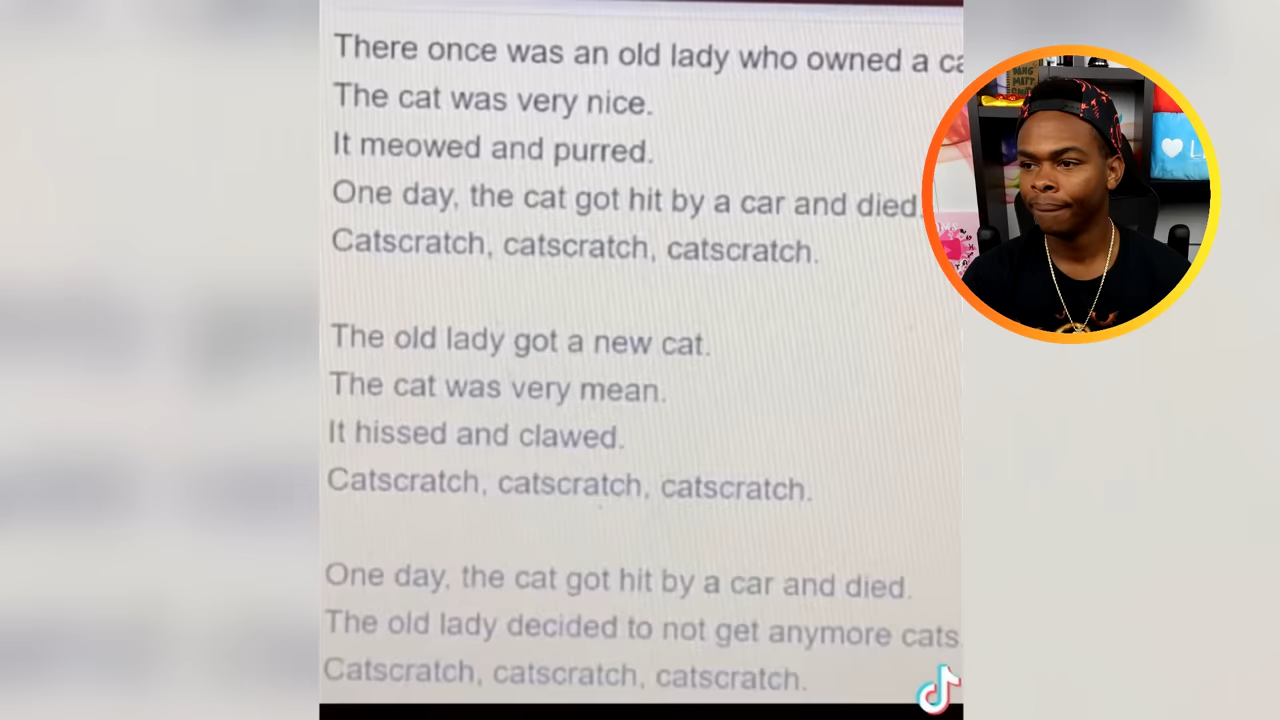 There once was an old lady who owned a ca
The cat was very nice.
It meowed and purred.
One day, the cat got hit by a car and died.
Catscratch, catscratch, catscratch.
The old lady got a new cat.
The cat was very mean.
It hissed and clawed.
Catscratch, catscratch, catscratch.
One day, the cat got hit by a car and died.
The old lady decided to not get anymore cats.
Catscratch, catscratch, catscratch.
DANG
MATT
L